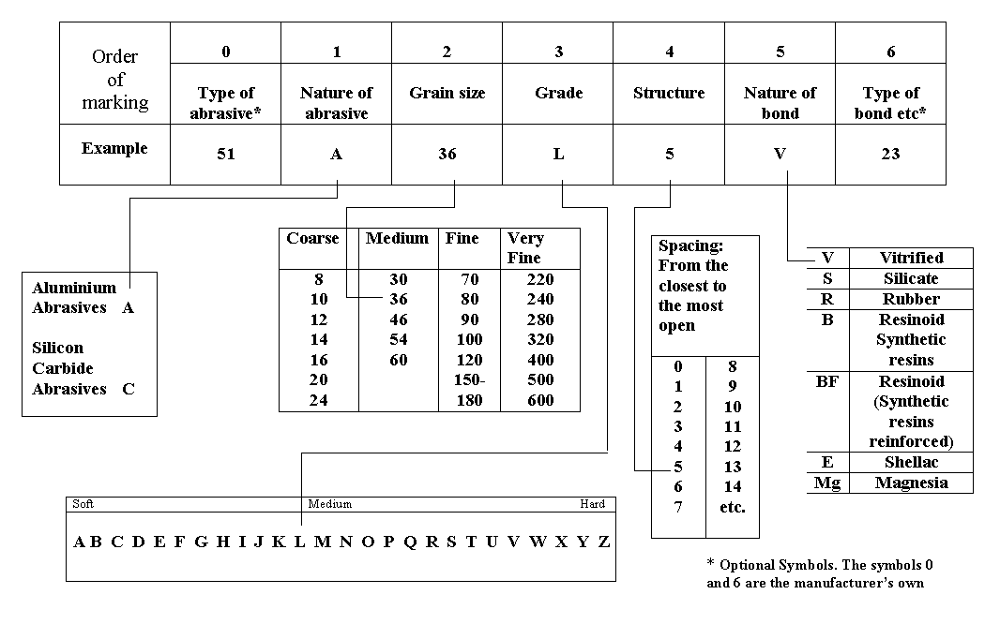 Order
of
marking
0 1 2 3 4 5 6
Type of
abrasive*
Nature of
abrasive
Grain size
Grade
Structure
Nature of
bond
Type of
bond etc*
Example 51 A 36 L 5 V 23
Aluminium
Abrasives A
Silicon
Carbide
Abrasives C
Coarse Medium Fine Very
Fine
8 30 70 220
10 36 80 240
12 46 90 280
14 54 100 320
16 60 120 400
20 150- 500
24 180 600
Spacing:
From the
closest to
the most
open
0 8
1 9
2 10
3 11
4 12
5 13
6 14
7 etc.
V Vitrified
S Silicate
R Rubber
B Resinoid
Synthetic
resins
BF Resinoid
(Synthetic
resins
reinforced)
E Shellac
Mg Magnesia
Soft Medium Hard
A B C D E F G H I J K L M N O P Q R S T U V W X Y Z
* Optional Symbols. The symbols 0
and 6 are the manufacturer's own